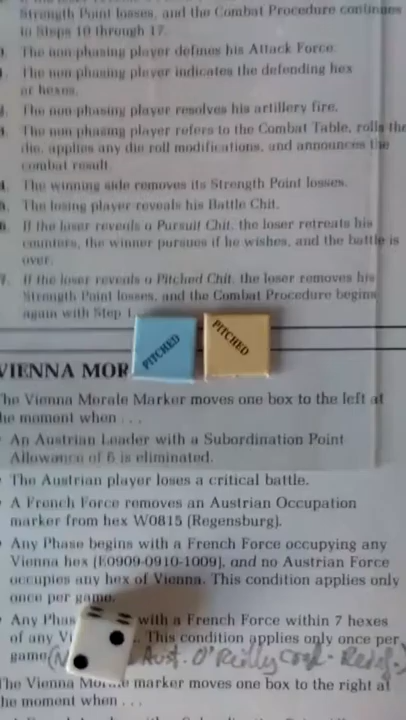 Strength Point losses, and the Combat Procedure continues
to Steps 10 through 17.
The non-phasing player defines his Attack Force.
The non-phasing player indicates the defending hex
or hexes.
The non-phasing player resolves his artillery fire.
The non-phasing player refers to the Combat Table, rolls the
die, applies any die roll modifications, and announces the
combat result.
The winning side removes its Strength Point losses.
The losing player reveals his Battle Chit.
If the loser reveals a Pursuit Chit, the loser retreats his
counters, the winner pursues if he wishes, and the battle is
over.
7. If the loser reveals a Pitched Chit, the loser removes his
Strength Point losses, and the Combat Procedure begins
again with Step 1
PITCHED
PITCHED
VIENNA MOR
The Vienna Morale Marker moves one box to the left at
he moment when . . .
An Austrian Leader with a Subordination Point
Allowance of 6 is eliminated.
The Austrian player loses a critical battle.
A French Force removes an Austrian Occupation
marker from hex W0815 (Regensburg).
Any Phase begins with a French Force occupying any
Vienna hex [E0909-0910-1009], and no Austrian Force
occupies any hex of Vienna. This condition applies only
once per game.
Any Phas with a French Force within 7 hexes
of any V . This condition applies only once per
game Aust. O'Reilly
The Vienna marker moves one box to the right at
he moment when . . .